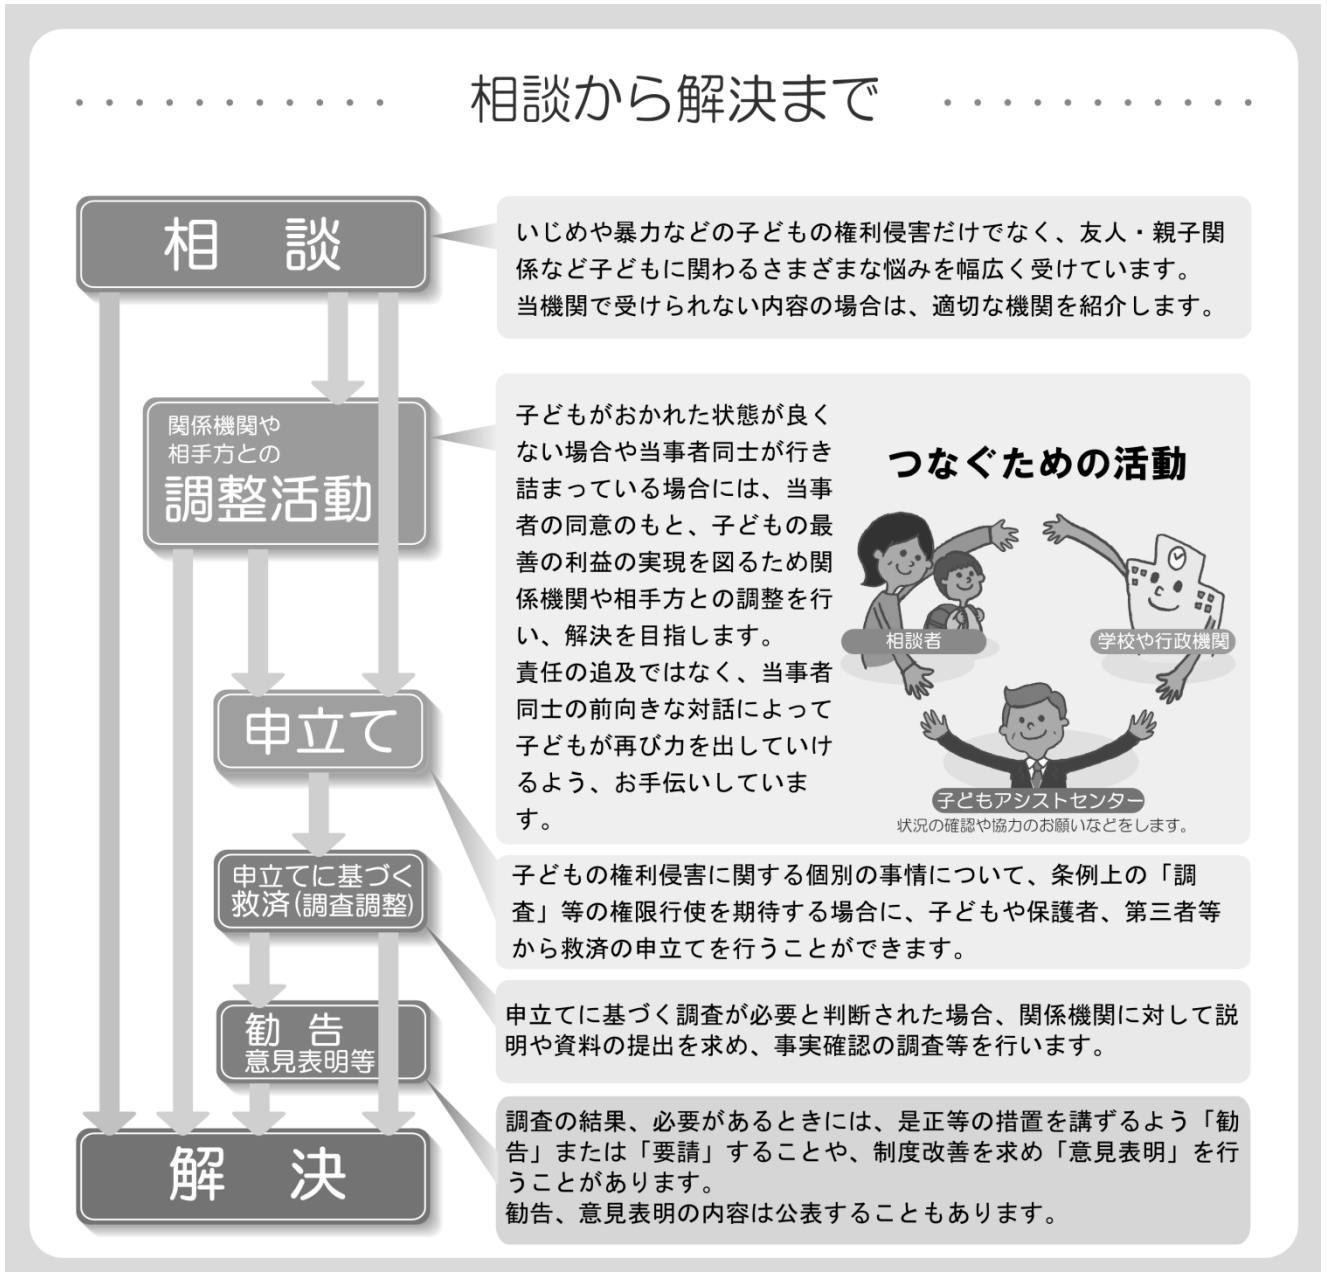 相談から解決まで
相　談
いじめや暴力などの子どもの権利侵害だけでなく、友人・親子関
係など子どもに関わるさまざまな悩みを幅広く受けています。
当機関で受けられない内容の場合は、適切な機関を紹介します。
関係機関や
相手方との
調整活動
子どもがおかれた状態が良く
ない場合や当事者同士が行き
詰まっている場合には、当事
者の同意のもと、子どもの最
善の利益の実現を図るため関
係機関や相手方との調整を行
い、解決を目指します。
責任の追及ではなく、当事者
同士の前向きな対話によって
子どもが再び力を出していけ
るよう、お手伝いしていま
す。
つなぐための活動
相談者
学校や行政機関
子どもアシストセンター
状況の確認や協力のお願いなどをします。
申立て
子どもの権利侵害に関する個別の事情について、条例上の「調
査」等の権限行使を期待する場合に、子どもや保護者、第三者等
から救済の申立てを行うことができます。
申立てに基づく
救済(調査調整)
申立てに基づく調査が必要と判断された場合、関係機関に対して説
明や資料の提出を求め、事実確認の調査等を行います。
勧　告
意見表明等
調査の結果、必要があるときには、是正等の措置を講ずるよう「勧
告」または「要請」することや、制度改善を求め「意見表明」を行
うことがあります。
勧告、意見表明の内容は公表することもあります。
解　決